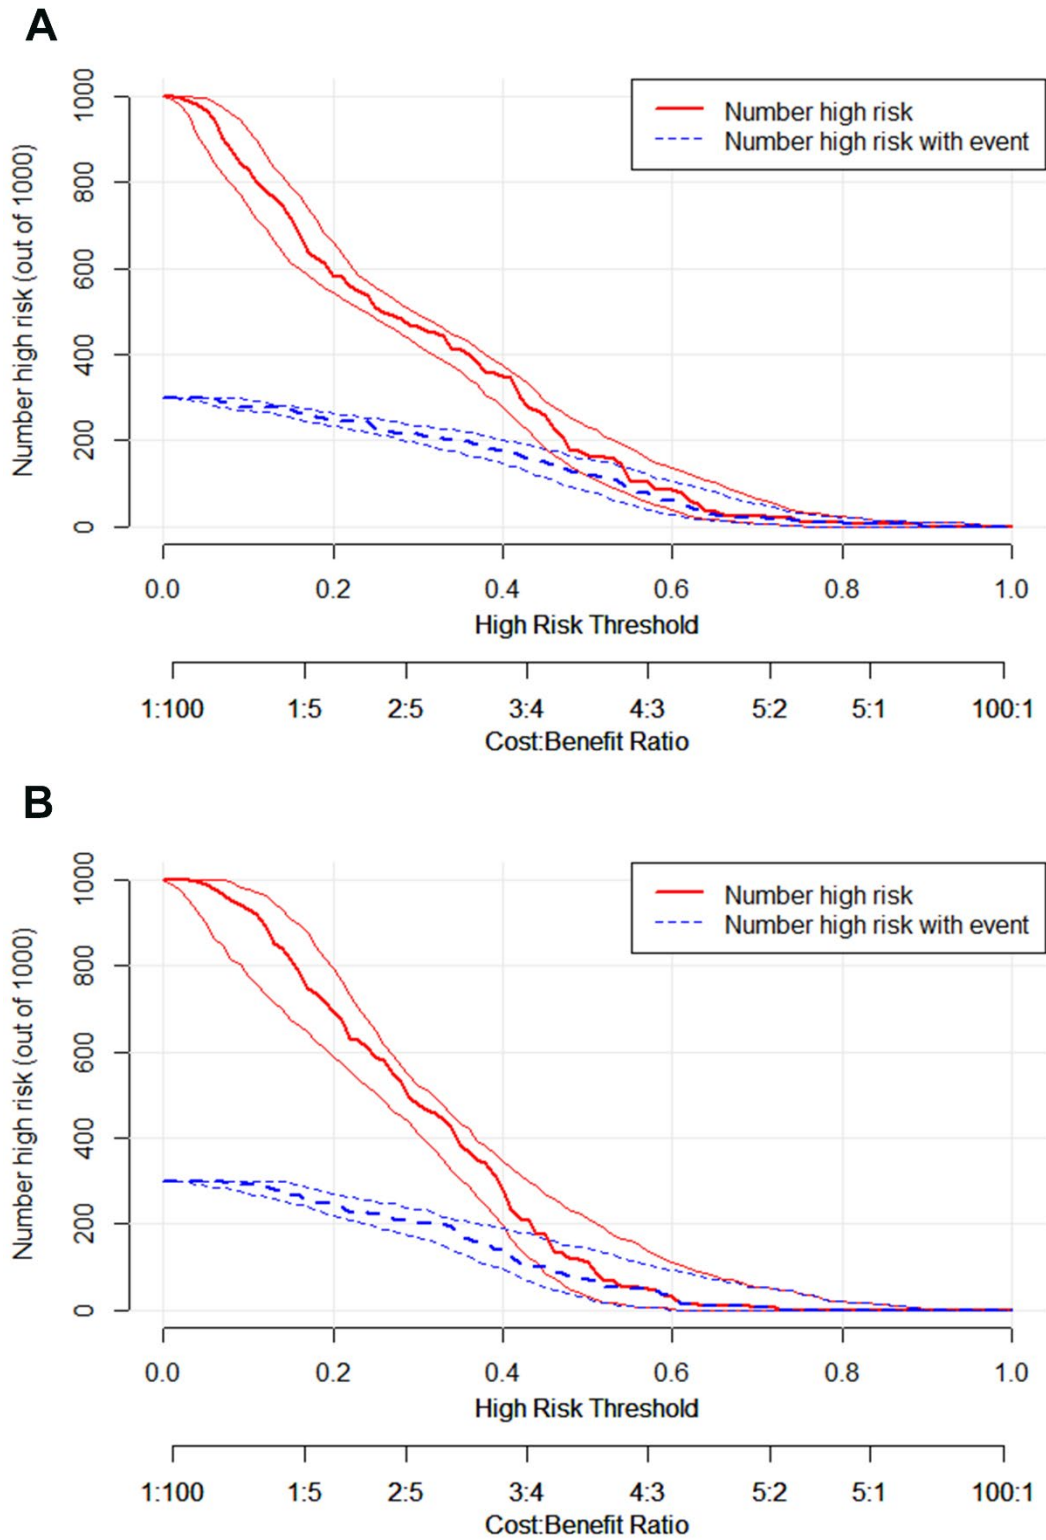 A
Number high risk (out of 1000)
1000
800
600
400
200
0
Number high risk
Number high risk with event
0.0 0.2 0.4 0.6 0.8 1.0
High Risk Threshold
1:100 1:5 2:5 3:4 4:3 5:2 5:1 100:1
Cost:Benefit Ratio
B
Number high risk (out of 1000)
1000
800
600
400
200
0
Number high risk
Number high risk with event
0.0 0.2 0.4 0.6 0.8 1.0
High Risk Threshold
1:100 1:5 2:5 3:4 4:3 5:2 5:1 100:1
Cost:Benefit Ratio